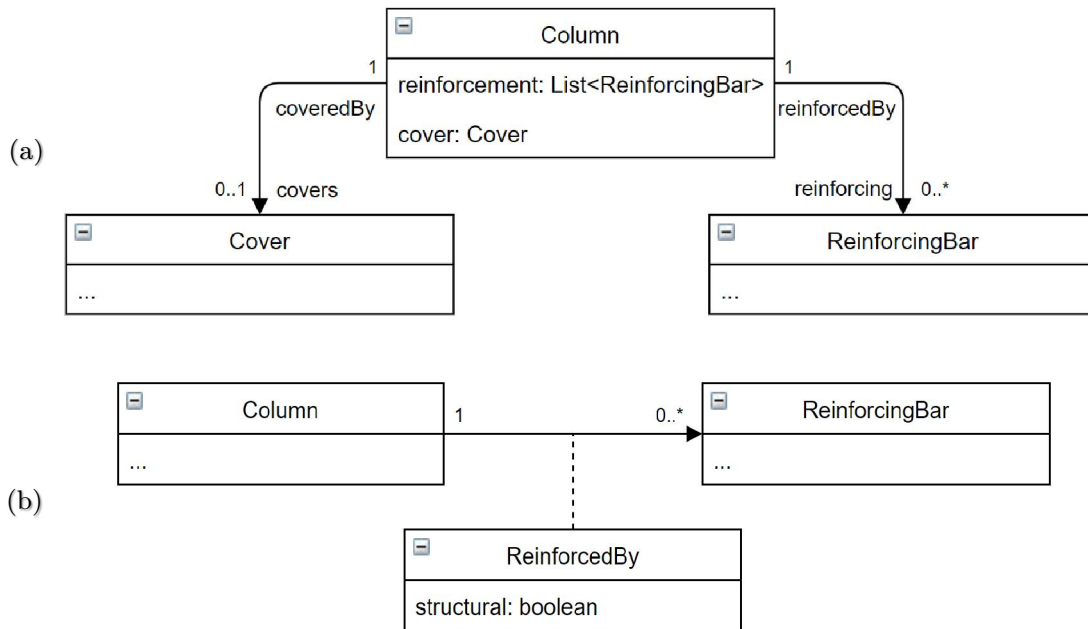 (a)
Column
reinforcement: List<ReinforcingBar>
cover: Cover
1
coveredBy
0..1
covers
1
reinforcedBy
reinforcing
0..*
Cover
...
ReinforcingBar
...
(b)
Column
...
1
0..*
ReinforcingBar
...
ReinforcedBy
structural: boolean